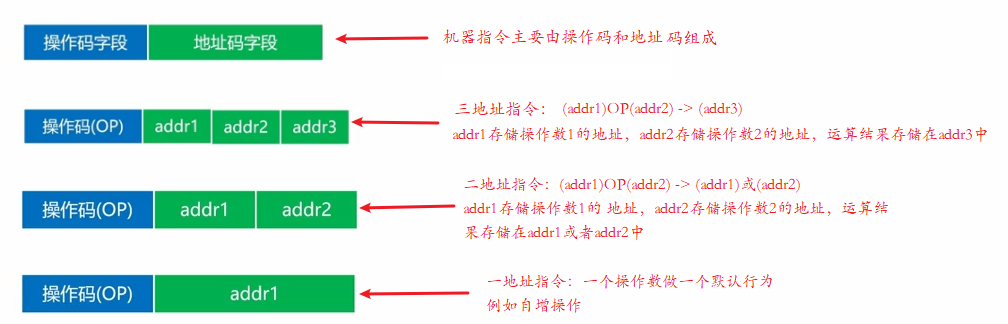 操作码字段 地址码字段
机器指令主要由操作码和地址码组成
操作码(OP) addr1 addr2 addr3
三地址指令： (addr1)OP(addr2) -> (addr3)
addr1存储操作数1的地址，addr2存储操作数2的地址，运算结果存储在addr3中
操作码(OP) addr1 addr2
二地址指令：(addr1)OP(addr2) -> (addr1)或(addr2)
addr1存储操作数1的 地址，addr2存储操作数2的地址，运算结
果存储在addr1或者addr2中
操作码(OP) addr1
一地址指令：一个操作数做一个默认行为
例如自增操作